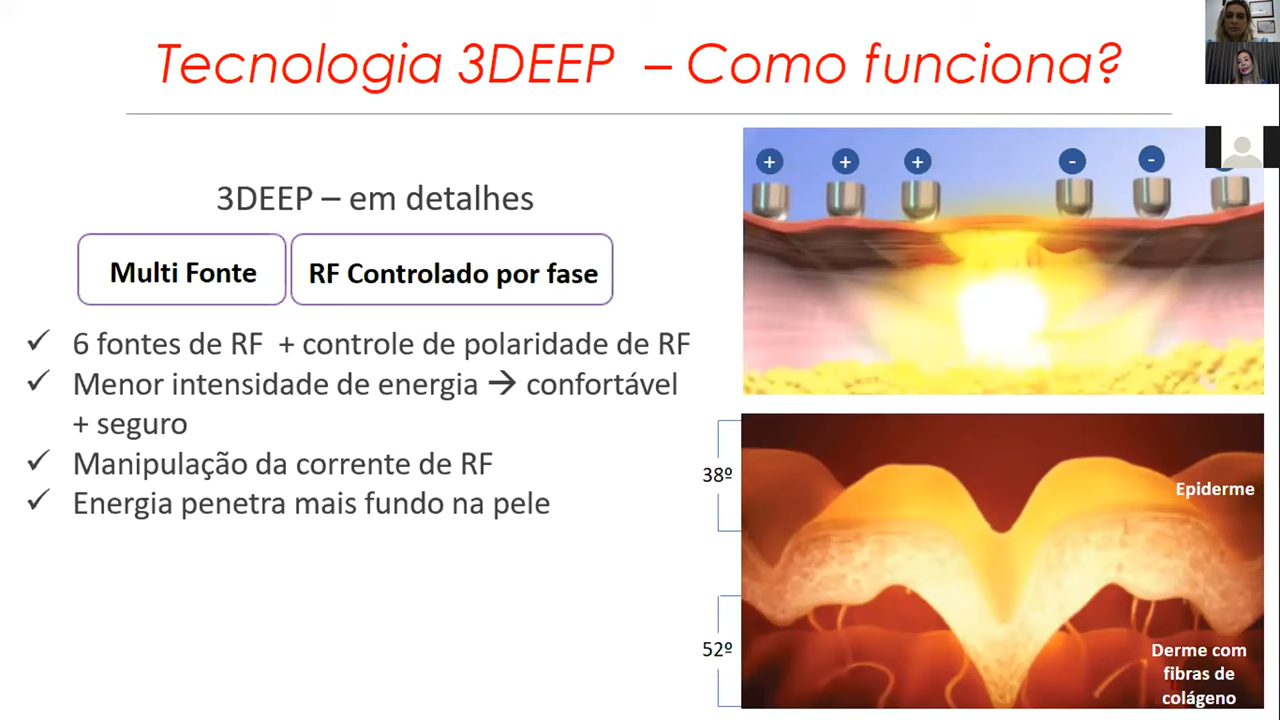 Tecnologia 3DEEP – Como funciona?
3DEEP – em detalhes
Multi Fonte
RF Controlado por fase
✓ 6 fontes de RF + controle de polaridade de RF
✓ Menor intensidade de energia → confortável
+ seguro
✓ Manipulação da corrente de RF
✓ Energia penetra mais fundo na pele
+ + + - -
38º
Epiderme
52º
Derme com
fibras de
colágeno